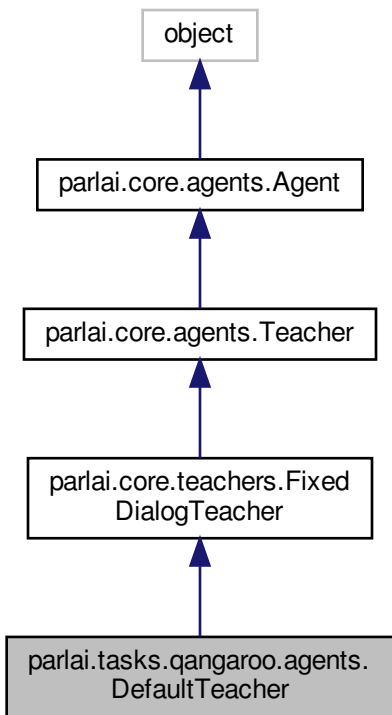 object
parlai.core.agents.Agent
parlai.core.agents.Teacher
parlai.core.teachers.Fixed
DialogTeacher
parlai.tasks.qangaroo.agents.
DefaultTeacher